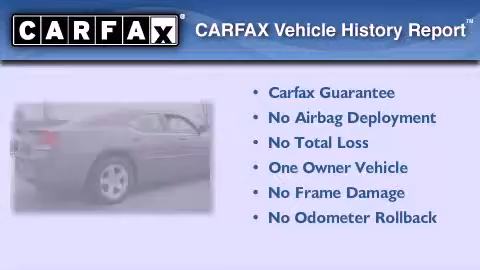 CARFAX® CARFAX Vehicle History Report™
• Carfax Guarantee
• No Airbag Deployment
• No Total Loss
• One Owner Vehicle
• No Frame Damage
• No Odometer Rollback